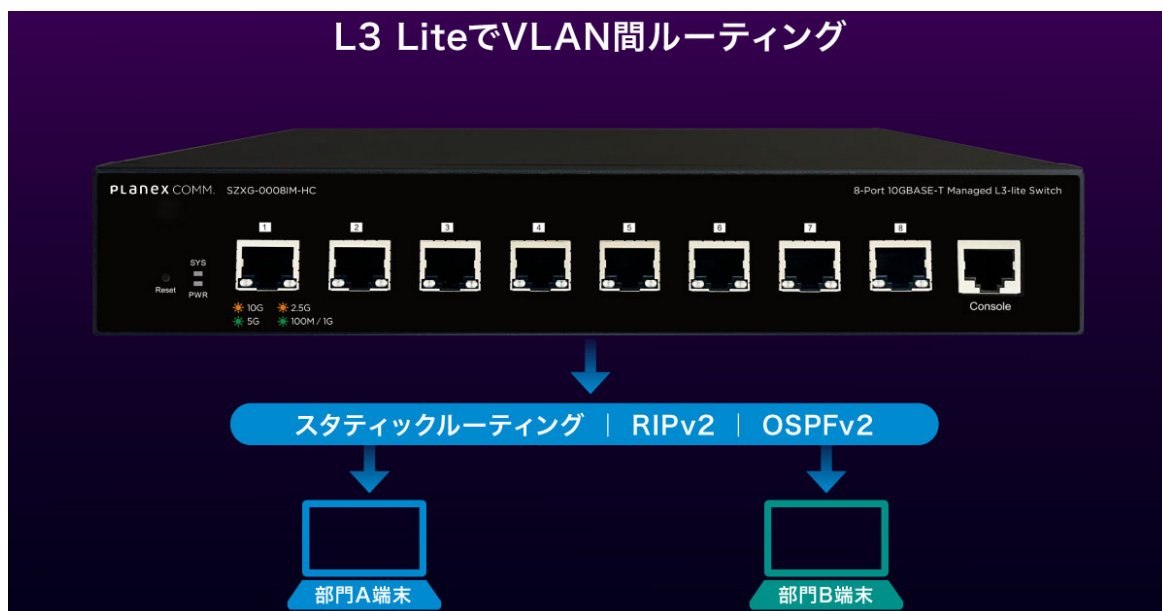 L3 LiteでVLAN間ルーティング
PLANEX COMM. SZXG-0008IM-HC
8-Port 10GBASE-T Managed L3-lite Switch
1 2 3 4 5 6 7 8
SYS
Reset
PWR
Console
10G 2.5G
5G 100M / 1G
スタティックルーティング | RIPv2 | OSPFv2
部門A端末
部門B端末